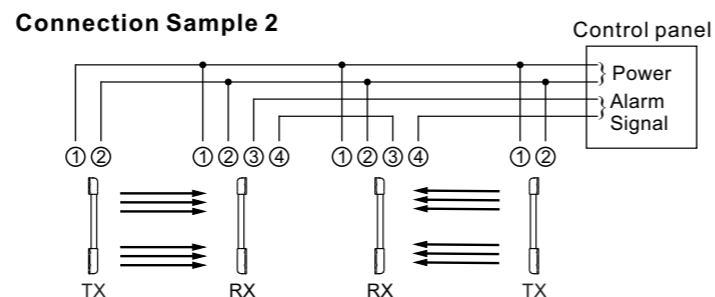 Connection Sample 2
Control panel
Power
Alarm
Signal
① ② ① ② ③ ④ ① ② ③ ④ ① ②
TX RX RX TX